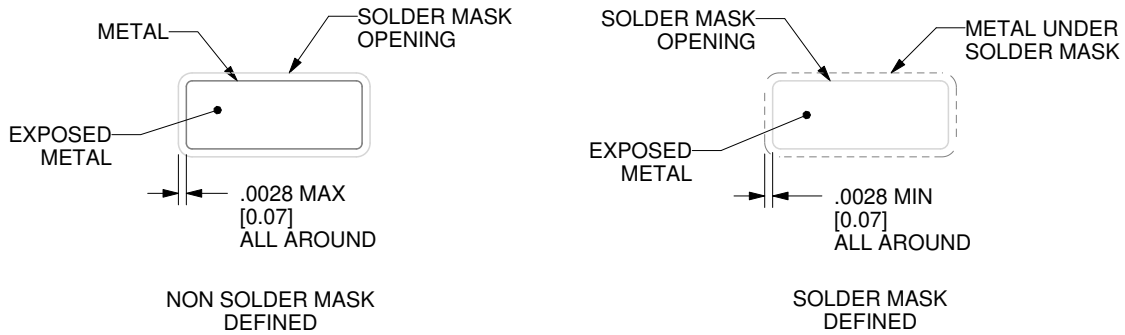 METAL
SOLDER MASK
OPENING
EXPOSED
METAL
.0028 MAX
[0.07]
ALL AROUND
NON SOLDER MASK
DEFINED
SOLDER MASK
OPENING
METAL UNDER
SOLDER MASK
EXPOSED
METAL
.0028 MIN
[0.07]
ALL AROUND
SOLDER MASK
DEFINED